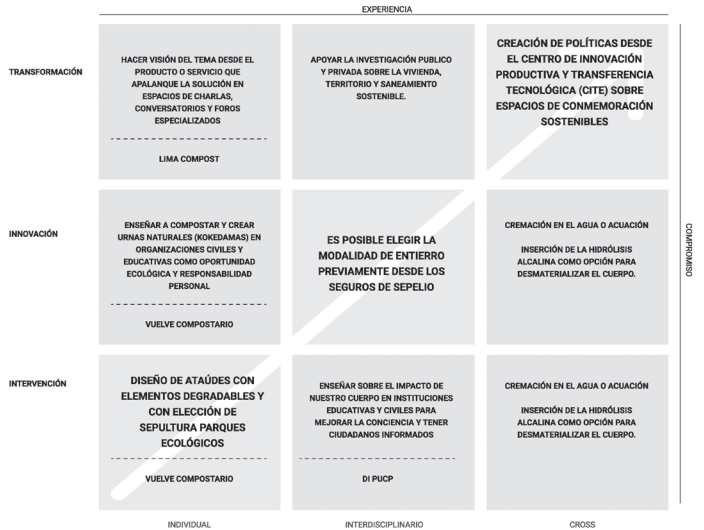 EXPERIENCIA
TRANSFORMACIÓN
HACER VISIÓN DEL TEMA DESDE EL
PRODUCTO O SERVICIO QUE
APALANQUE LA SOLUCIÓN EN
ESPACIOS DE CHARLAS,
CONVERSATORIOS Y FOROS
ESPECIALIZADOS
LIMA COMPOST
APOYAR LA INVESTIGACIÓN PUBLICO
Y PRIVADA SOBRE LA VIVIENDA,
TERRITORIO Y SANEAMIENTO
SOSTENIBLE.
CREACIÓN DE POLÍTICAS DESDE
EL CENTRO DE INNOVACIÓN
PRODUCTIVA Y TRANSFERENCIA
TECNOLÓGICA (CITE) SOBRE
ESPACIOS DE CONMEMORACIÓN
SOSTENIBLES
INNOVACIÓN
ENSEÑAR A COMPOSTAR Y CREAR
URNAS NATURALES (KOKEDAMAS) EN
ORGANIZACIONES CIVILES Y
EDUCATIVAS COMO OPORTUNIDAD
ECOLÓGICA Y RESPONSABILIDAD
PERSONAL
VUELVE COMPOSTARIO
ES POSIBLE ELEGIR LA
MODALIDAD DE ENTIERRO
PREVIAMENTE DESDE LOS
SEGUROS DE SEPELIO
CREMACIÓN EN EL AGUA O ACUACIÓN
INSERCIÓN DE LA HIDRÓLISIS
ALCALINA COMO OPCIÓN PARA
DESMATERIALIZAR EL CUERPO.
COMPROMISO
INTERVENCIÓN
DISEÑO DE ATAÚDES CON
ELEMENTOS DEGRADABLES Y
CON ELECCIÓN DE
SEPULTURA PARQUES
ECOLÓGICOS
VUELVE COMPOSTARIO
ENSEÑAR SOBRE EL IMPACTO DE
NUESTRO CUERPO EN INSTITUCIONES
EDUCATIVAS Y CIVILES PARA
MEJORAR LA CONCIENCIA Y TENER
CIUDADANOS INFORMADOS
DI PUCP
CREMACIÓN EN EL AGUA O ACUACIÓN
INSERCIÓN DE LA HIDRÓLISIS
ALCALINA COMO OPCIÓN PARA
DESMATERIALIZAR EL CUERPO.
INDIVIDUAL
INTERDISCIPLINARIO
CROSS